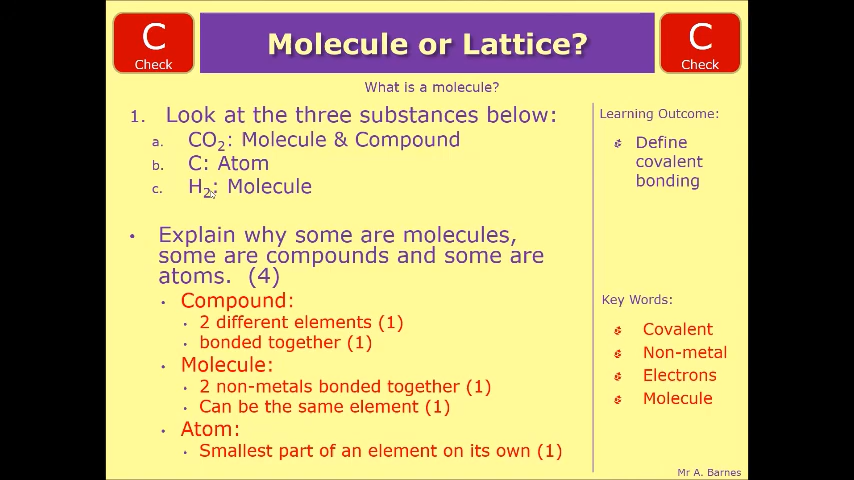 C
Check
Molecule or Lattice?
C
Check
What is a molecule?
1. Look at the three substances below:
a. CO₂: Molecule & Compound
b. C: Atom
c. H₂: Molecule
• Explain why some are molecules,
some are compounds and some are
atoms. (4)
• Compound:
• 2 different elements (1)
• bonded together (1)
• Molecule:
• 2 non-metals bonded together (1)
• Can be the same element (1)
• Atom:
• Smallest part of an element on its own (1)
Learning Outcome:
Define
covalent
bonding
Key Words:
Covalent
Non-metal
Electrons
Molecule
Mr A. Barnes